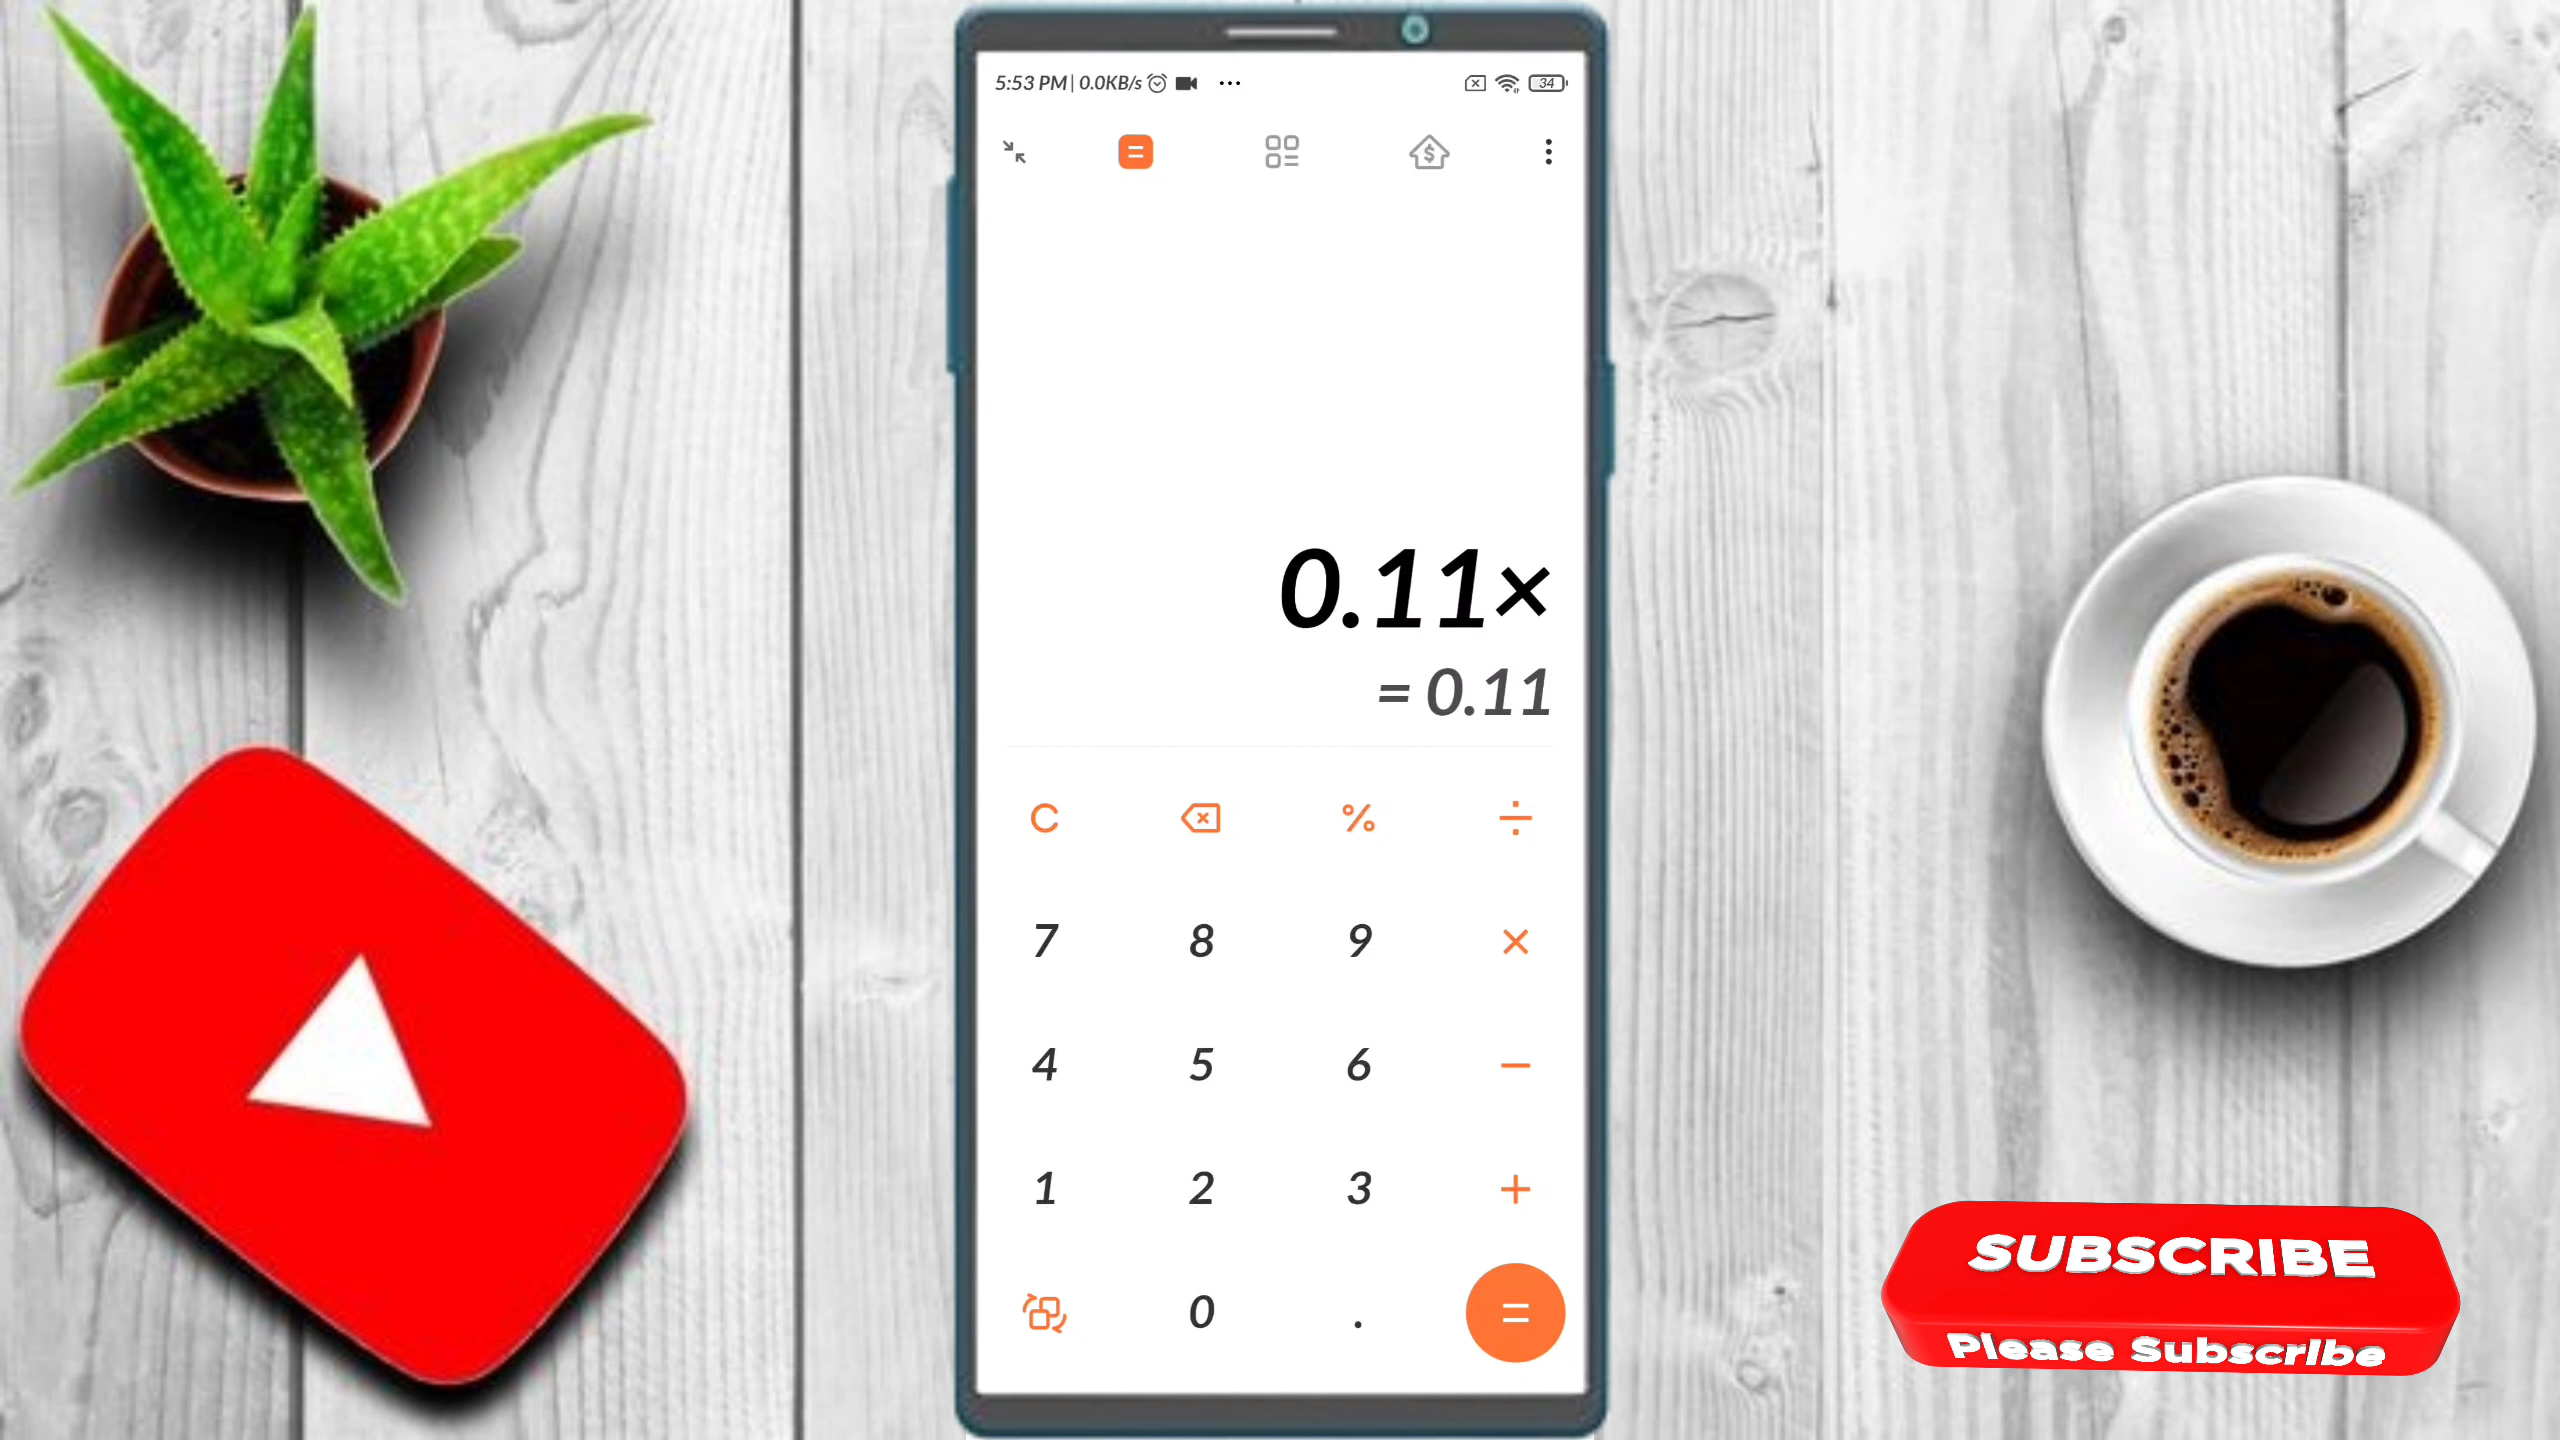 5:53 PM | 0.0KB/s ... 34
0.11×
= 0.11
C % ÷
7 8 9 ×
4 5 6 −
1 2 3 +
0 . =
SUBSCRIBE
Please Subscribe